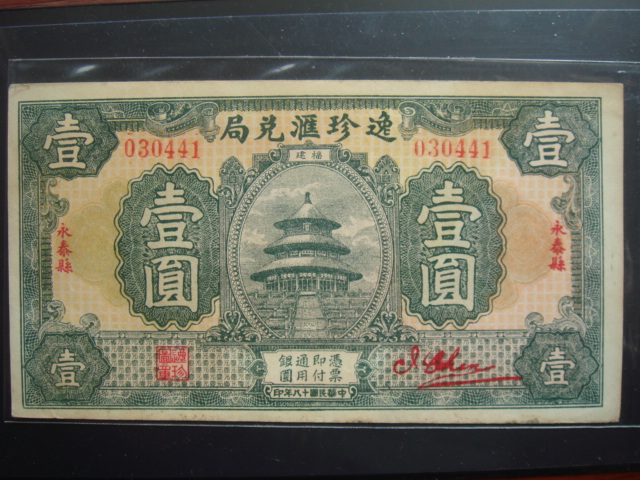 逸珍滙兌局
030441
030441
福建
壹
壹
壹圓
壹圓
永泰縣
永泰縣
憑票即付通用銀圓
中華民國十八年印
壹
壹